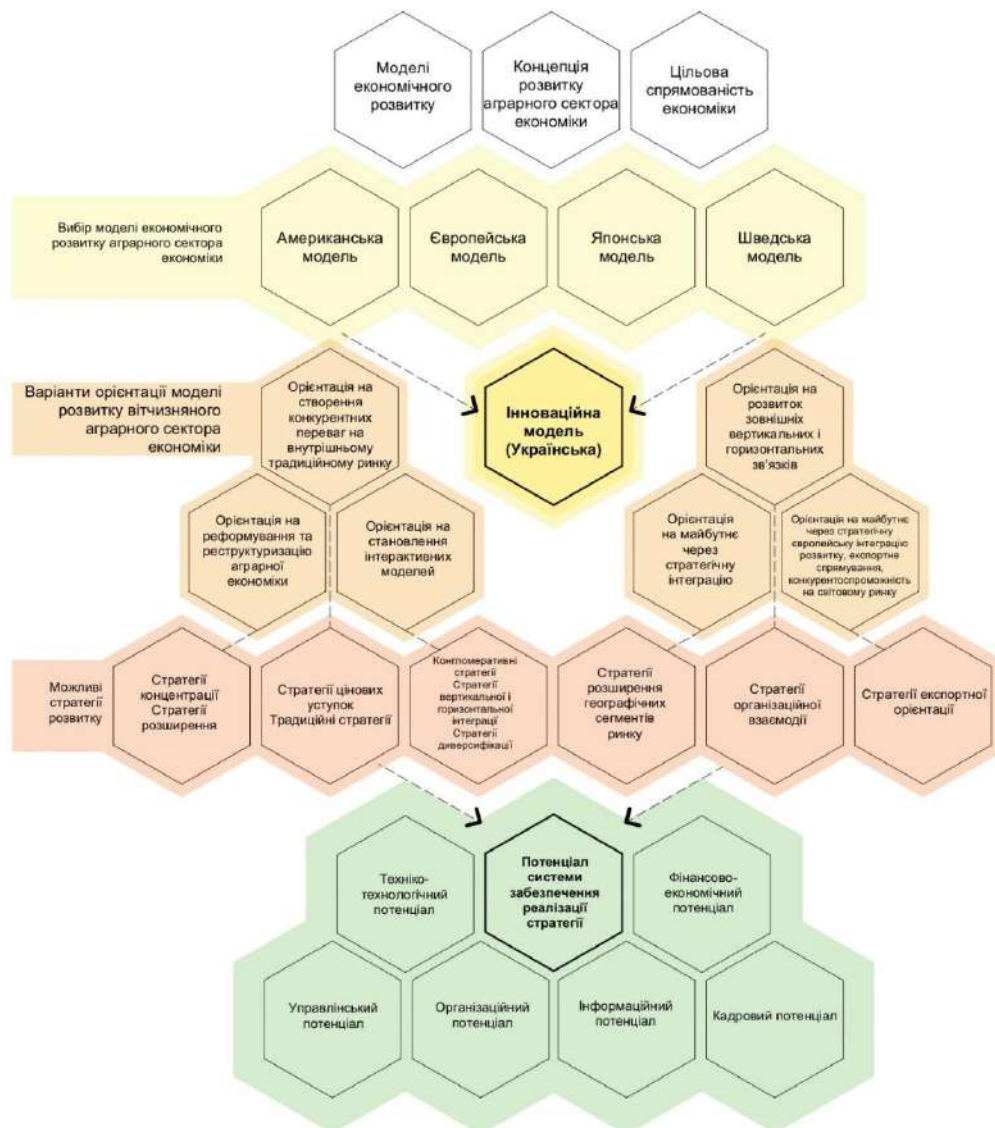 Моделі
економічного
розвитку
Концепція
розвитку
аграрного сектора
економіки
Цільова
спрямованість
економіки
Вибір моделі економічного
розвитку аграрного сектора
економіки
Американська
модель
Європейська
модель
Японська
модель
Шведська
модель
Варіанти орієнтації моделі
розвитку вітчизняного
аграрного сектора
економіки
Орієнтація на
створення
конкурентних
переваг на
внутрішньому
традиційному ринку
Інноваційна
модель
(Українська)
Орієнтація на
розвиток
зовнішніх
вертикальних і
горизонтальних
зв'язків
Орієнтація на
реформування та
реструктуризацію
аграрної
економіки
Орієнтація на
становлення
інтерактивних
моделей
Орієнтація
на майбутнє
через
стратегічну
інтеграцію
Орієнтація на майбутнє
через стратегічну
європейську інтеграцію
розвитку, експортне
спрямування,
конкурентоспроможність
на світовому ринку
Можливі
стратегії
розвитку
Стратегії
концентрації
Стратегії
розширення
Стратегії цінових
уступок
Традиційні стратегії
Конгломеративні
стратегії
Стратегії
вертикальної і
горизонтальної
інтеграції
Стратегії
диверсифікації
Стратегії
розширення
географічних
сегментів
ринку
Стратегії
організаційної
взаємодії
Стратегії експортної
орієнтації
Техніко-
технологічний
потенціал
Потенціал
системи
забезпечення
реалізації
стратегії
Фінансово-
економічний
потенціал
Управлінський
потенціал
Організаційний
потенціал
Інформаційний
потенціал
Кадровий потенціал